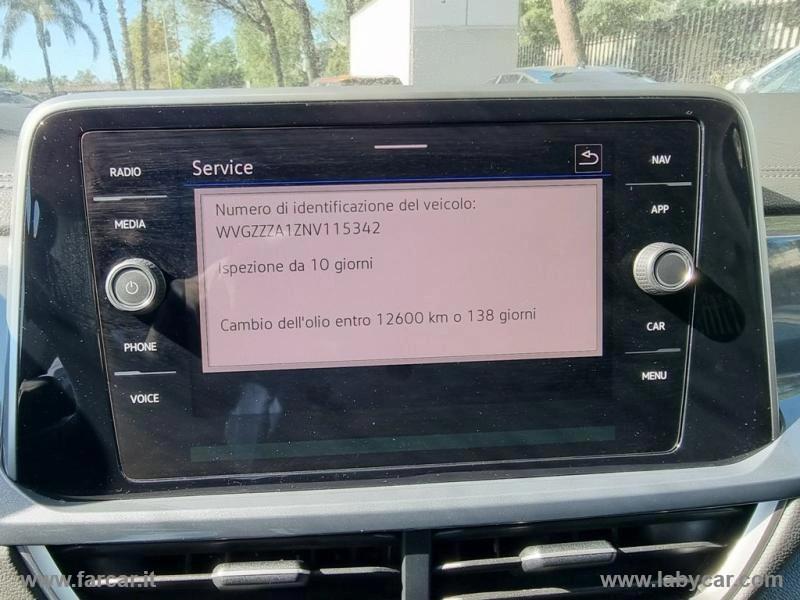 Service
RADIO
MEDIA
PHONE
VOICE
Numero di identificazione del veicolo:
WVGZZZA1ZNV115342
Ispezione da 10 giorni
Cambio dell'olio entro 12600 km o 138 giorni
NAV
APP
CAR
MENU
www.farcar.it
www.labycar.com